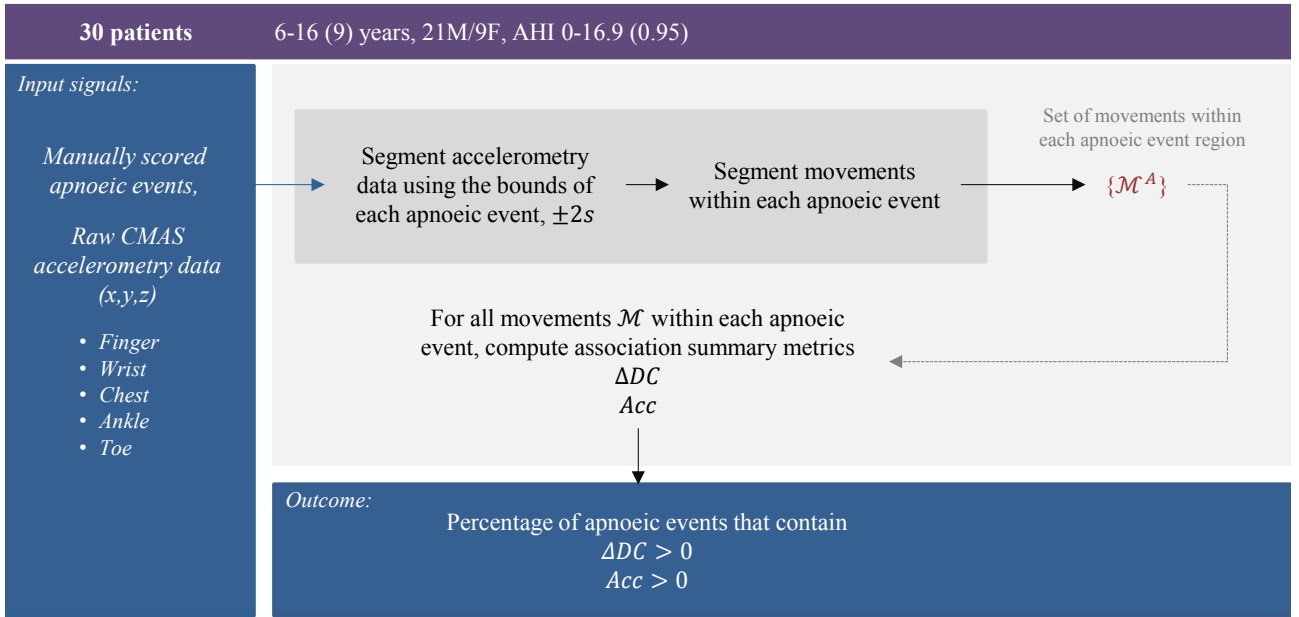 30 patients
6-16 (9) years, 21M/9F, AHI 0-16.9 (0.95)
Input signals:
Manually scored
apnoeic events,
Raw CMAS
accelerometry data
(x,y,z)
• Finger
• Wrist
• Chest
• Ankle
• Toe
Segment accelerometry
data using the bounds of
each apnoeic event, ±2s
Segment movements
within each apnoeic event
Set of movements within
each apnoeic event region
{ℳ^A}
For all movements ℳ within each apnoeic
event, compute association summary metrics
ΔDC
Acc
Outcome:
Percentage of apnoeic events that contain
ΔDC > 0
Acc > 0